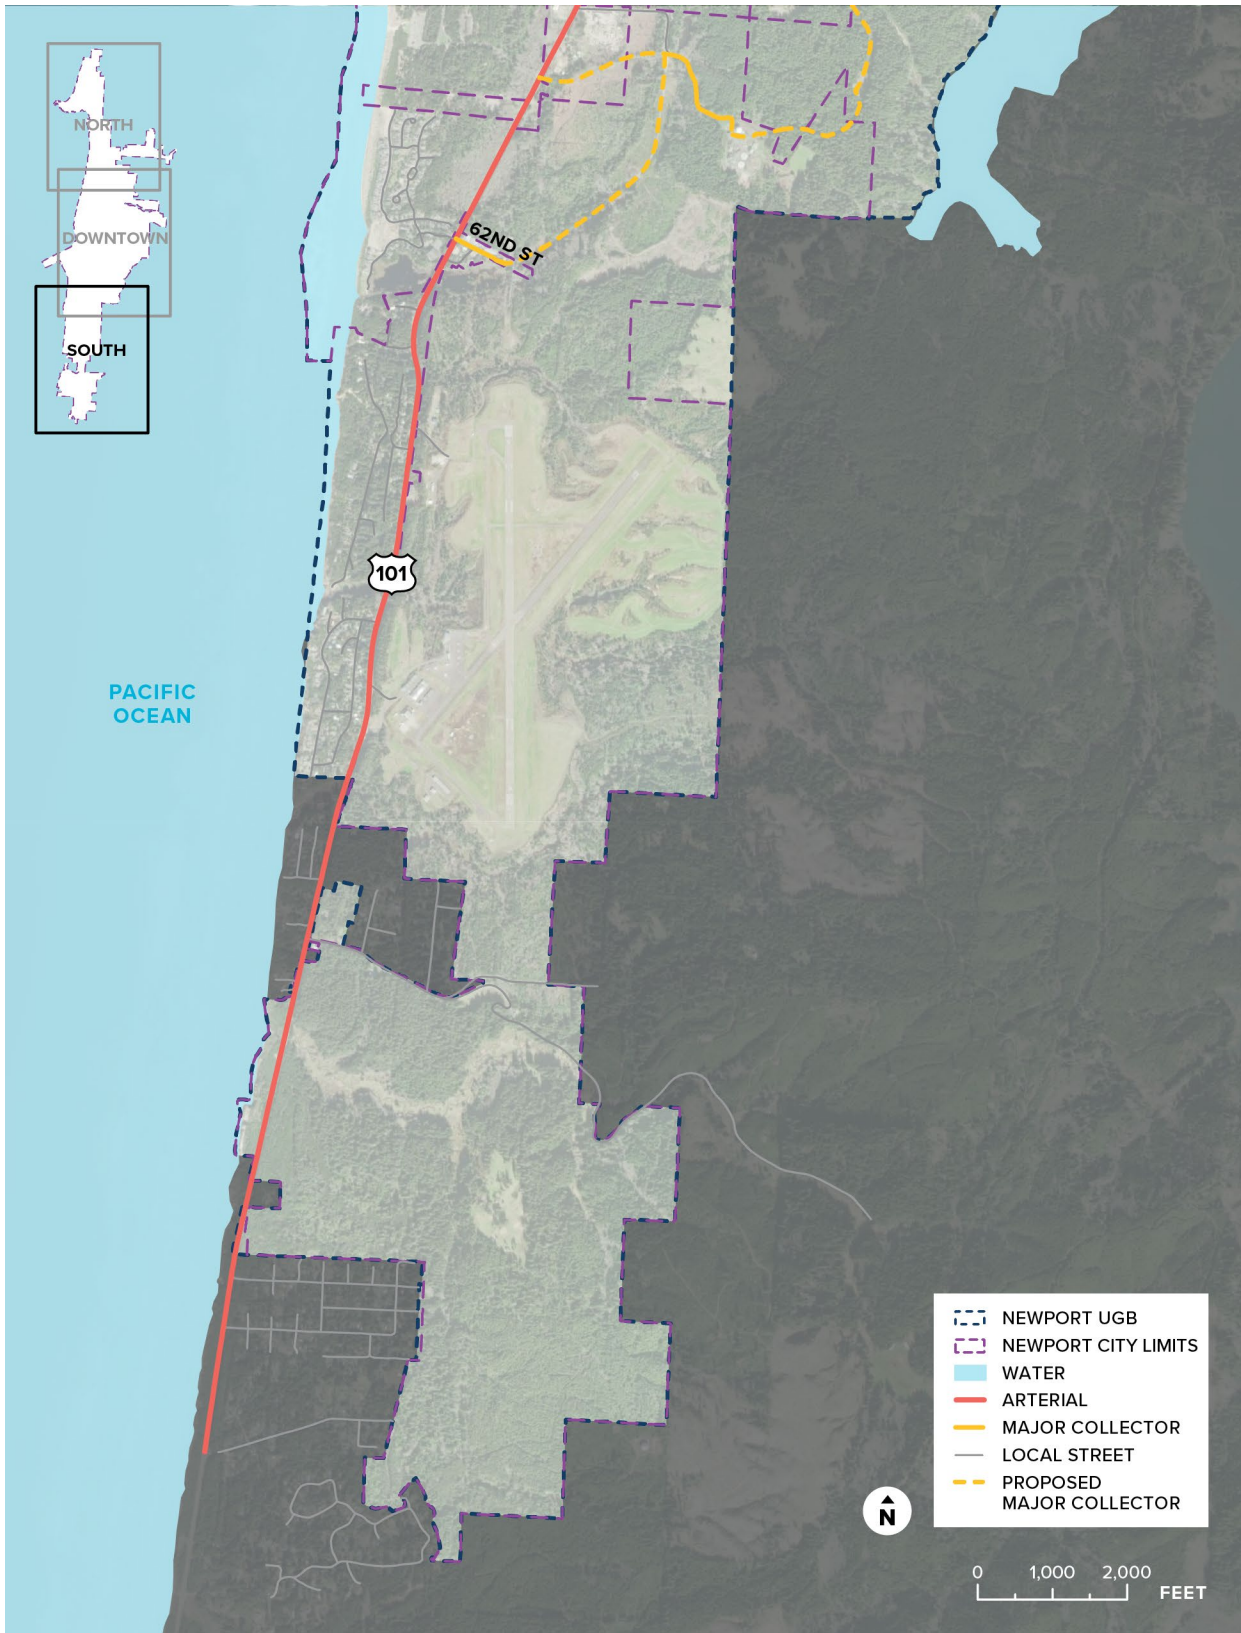 NORTH
DOWNTOWN
SOUTH
62ND ST
101
PACIFIC
OCEAN
NEWPORT UGB
NEWPORT CITY LIMITS
WATER
ARTERIAL
MAJOR COLLECTOR
LOCAL STREET
PROPOSED
MAJOR COLLECTOR
N
0 1,000 2,000
FEET